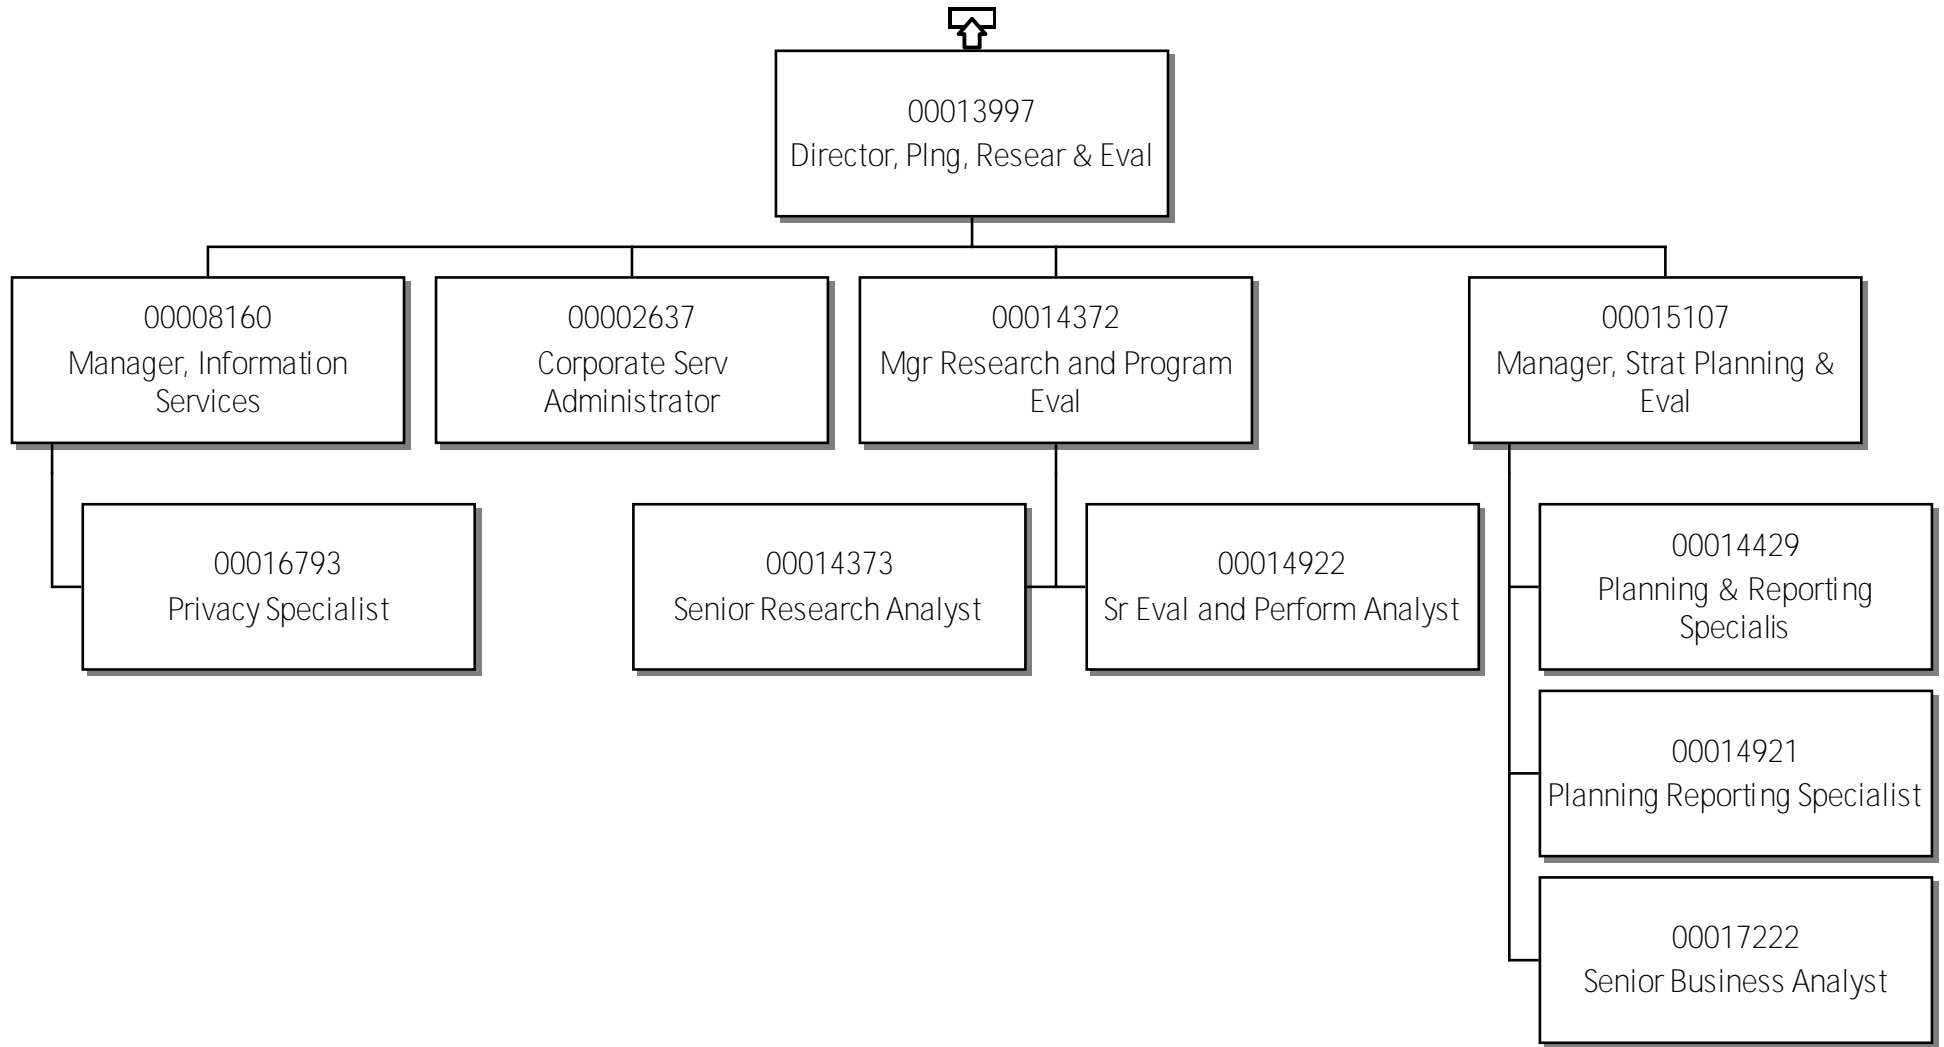 00013997
Director, Plng, Resear & Eval
00008160
Manager, Information
Services
00002637
Corporate Serv
Administrator
00014372
Mgr Research and Program
Eval
00015107
Manager, Strat Planning &
Eval
00016793
Privacy Specialist
00014373
Senior Research Analyst
00014922
Sr Eval and Perform Analyst
00014429
Planning & Reporting
Specialis
00014921
Planning Reporting Specialist
00017222
Senior Business Analyst